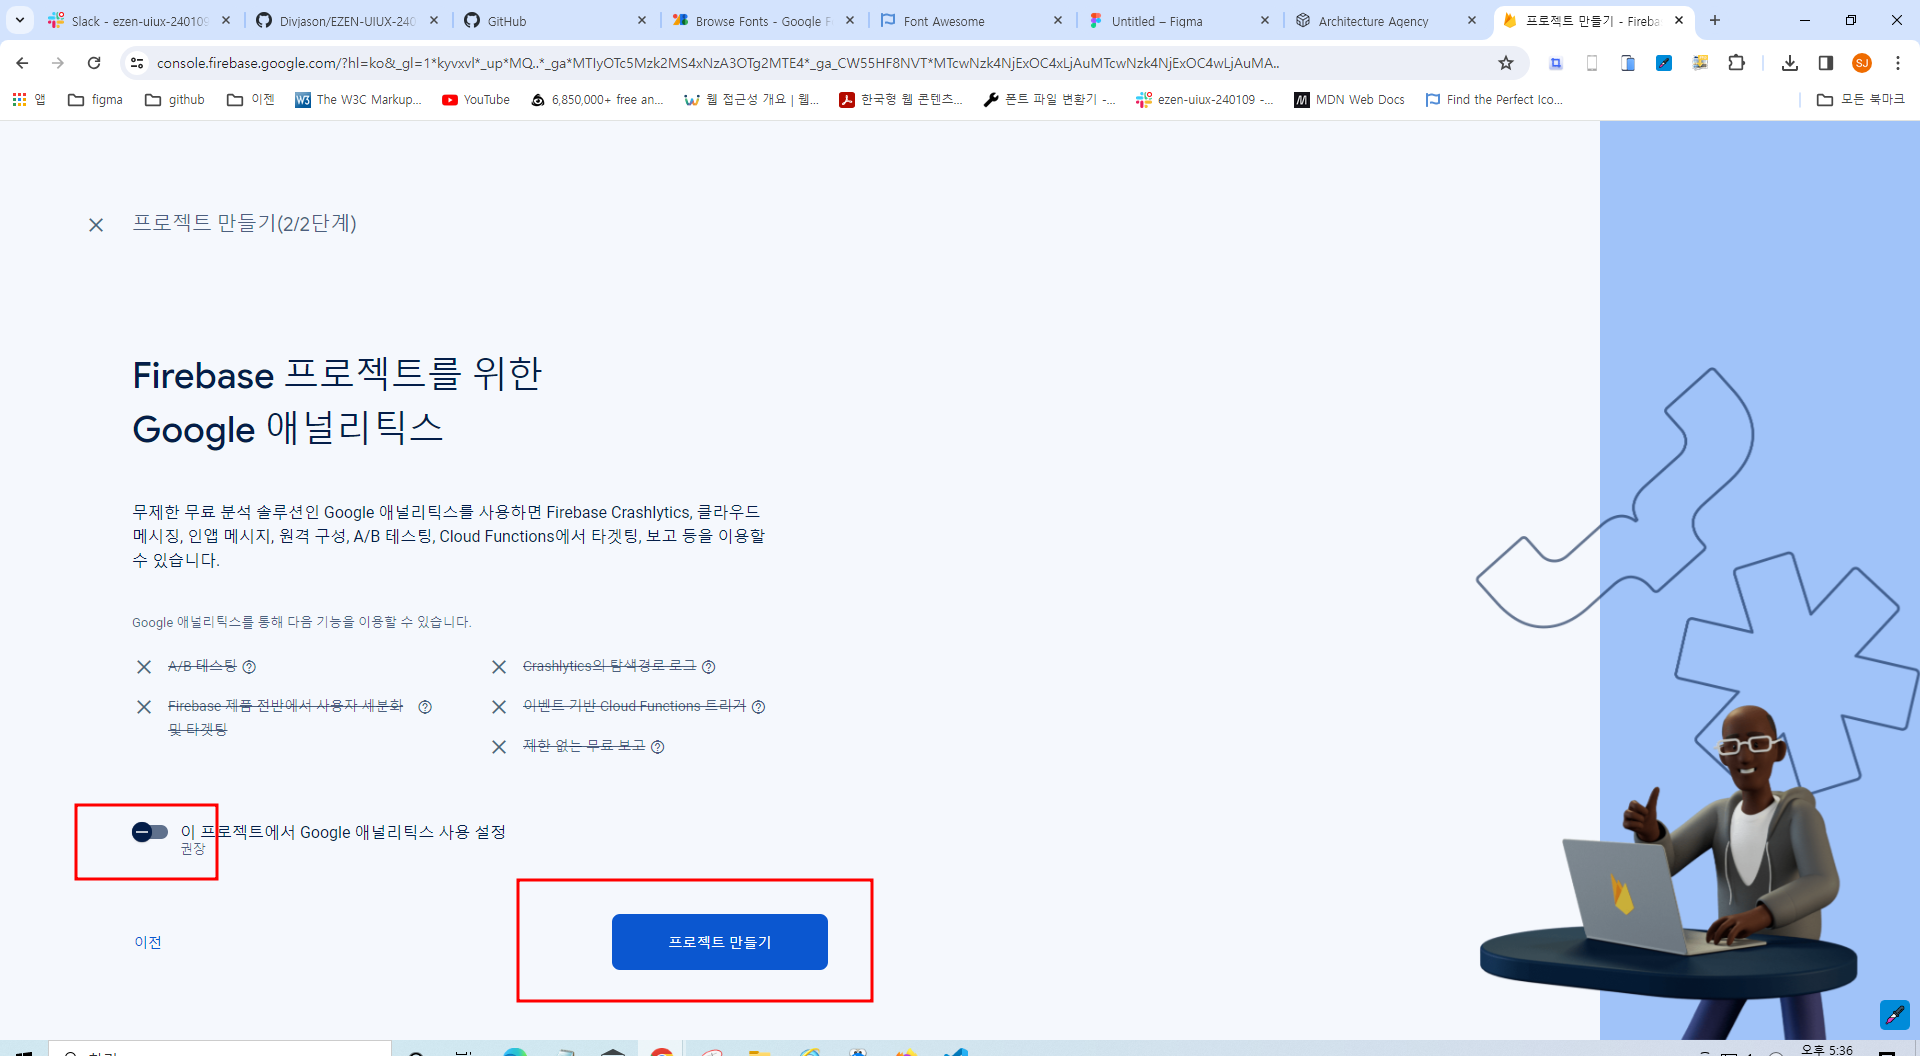 Slack - ezen-uiux-240109
Divjason/EZEN-UIUX-240
GitHub
Browse Fonts - Google F
Font Awesome
Untitled – Figma
Architecture Agency
프로젝트 만들기 - Fireba
console.firebase.google.com/?hl=ko&_gl=1*kyvxvl*_up*MQ..*_ga*MTIyOTc5Mzk2MS4xNzA3OTg2MTE4*_ga_CW55HF8NVT*MTcwNzk4NjExOC4xLjAuMTcwNzk4NjExOC4wLjAuMA..
SJ
앱
figma
github
이젠
W3
The W3C Markup...
YouTube
6,850,000+ free an...
웹 접근성 개요 | 웹...
한국형 웹 콘텐츠...
폰트 파일 변환기 -...
ezen-uiux-240109 -...
MDN Web Docs
Find the Perfect Ico...
모든 북마크
프로젝트 만들기(2/2단계)
Firebase 프로젝트를 위한
Google 애널리틱스
무제한 무료 분석 솔루션인 Google 애널리틱스를 사용하면 Firebase Crashlytics, 클라우드
메시징, 인앱 메시지, 원격 구성, A/B 테스팅, Cloud Functions에서 타겟팅, 보고 등을 이용할
수 있습니다.
Google 애널리틱스를 통해 다음 기능을 이용할 수 있습니다.
A/B 테스팅
Crashlytics의 탐색경로 로그
Firebase 제품 전반에서 사용자 세분화
및 타겟팅
이벤트 기반 Cloud Functions 트리거
제한 없는 무료 보고
이 프로젝트에서 Google 애널리틱스 사용 설정
권장
이전
프로젝트 만들기
오후 5:36